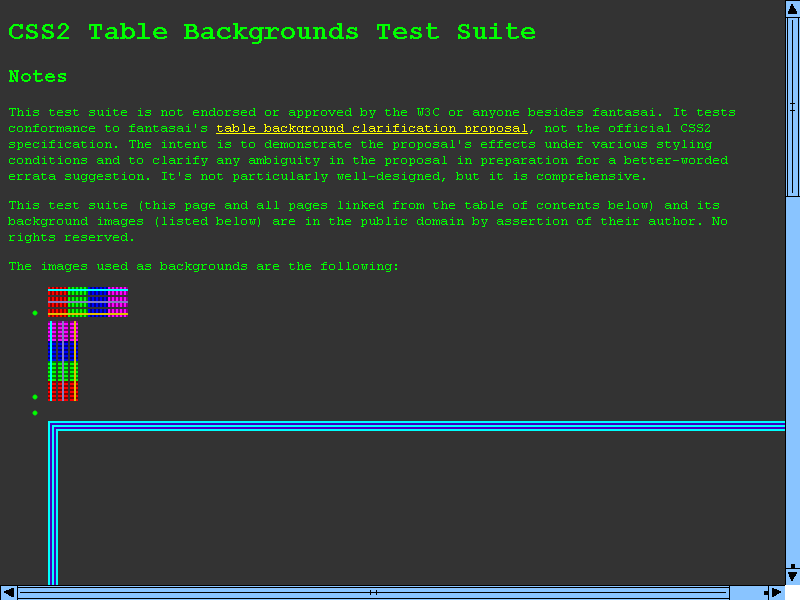 CSS2 Table Backgrounds Test Suite
Notes
This test suite is not endorsed or approved by the W3C or anyone besides fantasai. It tests
conformance to fantasai's table background clarification proposal, not the official CSS2
specification. The intent is to demonstrate the proposal's effects under various styling
conditions and to clarify any ambiguity in the proposal in preparation for a better-worded
errata suggestion. It's not particularly well-designed, but it is comprehensive.
This test suite (this page and all pages linked from the table of contents below) and its
background images (listed below) are in the public domain by assertion of their author. No
rights reserved.
The images used as backgrounds are the following: